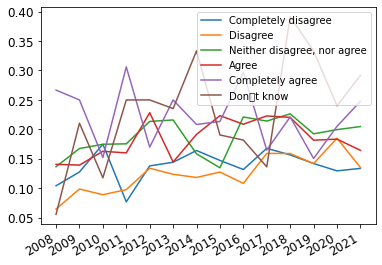 0.40
0.35
0.30
0.25
0.20
0.15
0.10
0.05
Completely disagree
Disagree
Neither disagree, nor agree
Agree
Completely agree
Don▯t know
2008 2009 2010 2011 2012 2013 2014 2015 2016 2017 2018 2019 2020 2021